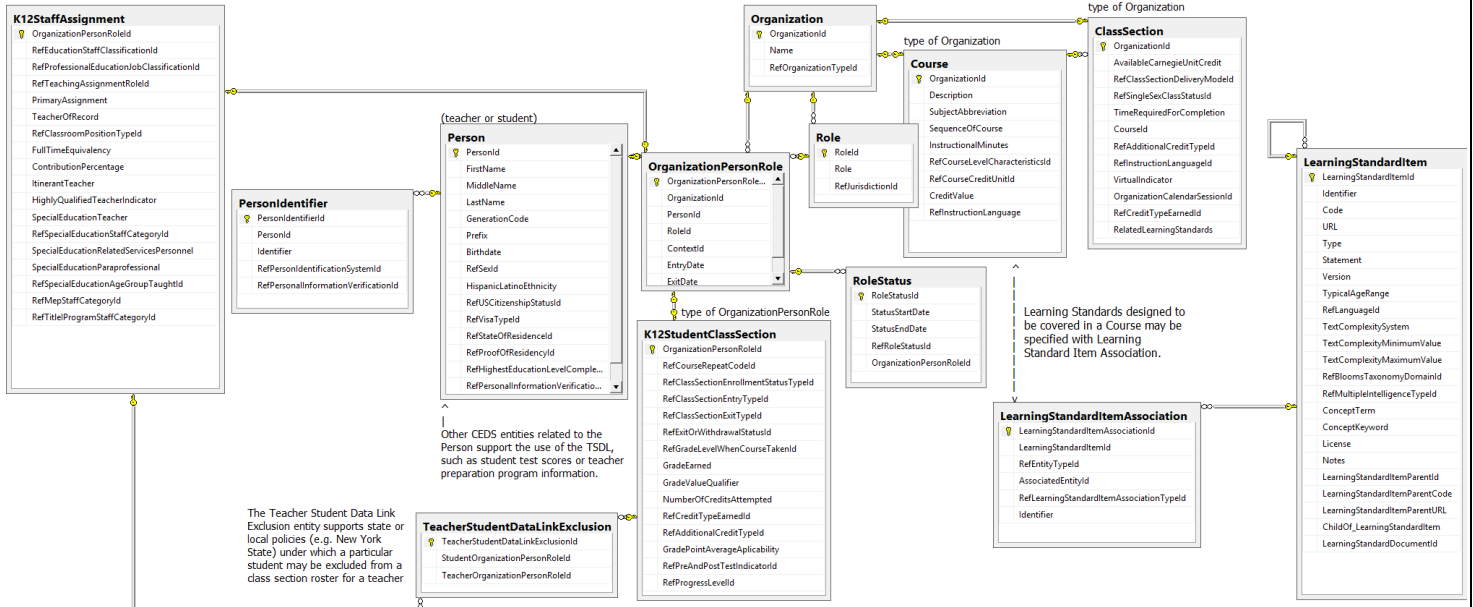 K12StaffAssignment
OrganizationPersonRoleId
RefEducationStaffClassificationId
RefProfessionalEducationJobClassificationId
RefTeachingAssignmentRoleId
PrimaryAssignment
TeacherOfRecord
RefClassroomPositionTypeId
FullTimeEquivalency
ContributionPercentage
ItinerantTeacher
HighlyQualifiedTeacherIndicator
SpecialEducationTeacher
RefSpecialEducationStaffCategoryId
SpecialEducationRelatedServicesPersonnel
SpecialEducationParaprofessional
RefSpecialEducationAgeGroupTaughtId
RefMepStaffCategoryId
RefTitleIProgramStaffCategoryId
PersonIdentifier
PersonIdentifierId
PersonId
Identifier
RefPersonIdentificationSystemId
RefPersonalInformationVerificationId
(teacher or student)
Person
PersonId
FirstName
MiddleName
LastName
GenerationCode
Prefix
Birthdate
RefSexId
HispanicLatinoEthnicity
RefUSCitizenshipStatusId
RefVisaTypeId
RefStateOfResidenceId
RefProofOfResidencyId
RefHighestEducationLevelComple...
RefPersonalInformationVerificatio...
^
|
Other CEDS entities related to the
Person support the use of the TSDL,
such as student test scores or teacher
preparation program information.
The Teacher Student Data Link
Exclusion entity supports state or
local policies (e.g. New York
State) under which a particular
student may be excluded from a
class section roster for a teacher
TeacherStudentDataLinkExclusion
TeacherStudentDataLinkExclusionId
StudentOrganizationPersonRoleId
TeacherOrganizationPersonRoleId
Organization
OrganizationId
Name
RefOrganizationTypeId
OrganizationPersonRole
OrganizationPersonRole...
OrganizationId
PersonId
RoleId
ContextId
EntryDate
ExitDate
type of OrganizationPersonRole
K12StudentClassSection
OrganizationPersonRoleId
RefCourseRepeatCodeId
RefClassSectionEnrollmentStatusTypeId
RefClassSectionEntryTypeId
RefClassSectionExitTypeId
RefExitOrWithdrawalStatusId
RefGradeLevelWhenCourseTakenId
GradeEarned
GradeValueQualifier
NumberOfCreditsAttempted
RefCreditTypeEarnedId
RefAdditionalCreditTypeId
GradePointAverageAplicability
RefPreAndPostTestIndicatorId
RefProgressLevelId
Role
RoleId
Role
RefJurisdictionId
RoleStatus
RoleStatusId
StatusStartDate
StatusEndDate
RefRoleStatusId
OrganizationPersonRoleId
type of Organization
Course
OrganizationId
Description
SubjectAbbreviation
SequenceOfCourse
InstructionalMinutes
RefCourseLevelCharacteristicsId
RefCourseCreditUnitId
CreditValue
RefInstructionLanguage
type of Organization
ClassSection
OrganizationId
AvailableCarnegieUnitCredit
RefClassSectionDeliveryModeId
RefSingleSexClassStatusId
TimeRequiredForCompletion
CourseId
RefAdditionalCreditTypeId
RefInstructionLanguageId
VirtualIndicator
OrganizationCalendarSessionId
RefCreditTypeEarnedId
RelatedLearningStandards
Learning Standards designed to
be covered in a Course may be
specified with Learning
Standard Item Association.
LearningStandardItemAssociation
LearningStandardItemAssociationId
LearningStandardItemId
RefEntityTypeId
AssociatedEntityId
RefLearningStandardItemAssociationTypeId
Identifier
LearningStandardItem
LearningStandardItemId
Identifier
Code
URL
Type
Statement
Version
TypicalAgeRange
RefLanguageId
TextComplexitySystem
TextComplexityMinimumValue
TextComplexityMaximumValue
RefBloomsTaxonomyDomainId
RefMultipleIntelligenceTypeId
ConceptTerm
ConceptKeyword
License
Notes
LearningStandardItemParentId
LearningStandardItemParentCode
LearningStandardItemParentURL
ChildOf_LearningStandardItem
LearningStandardDocumentId